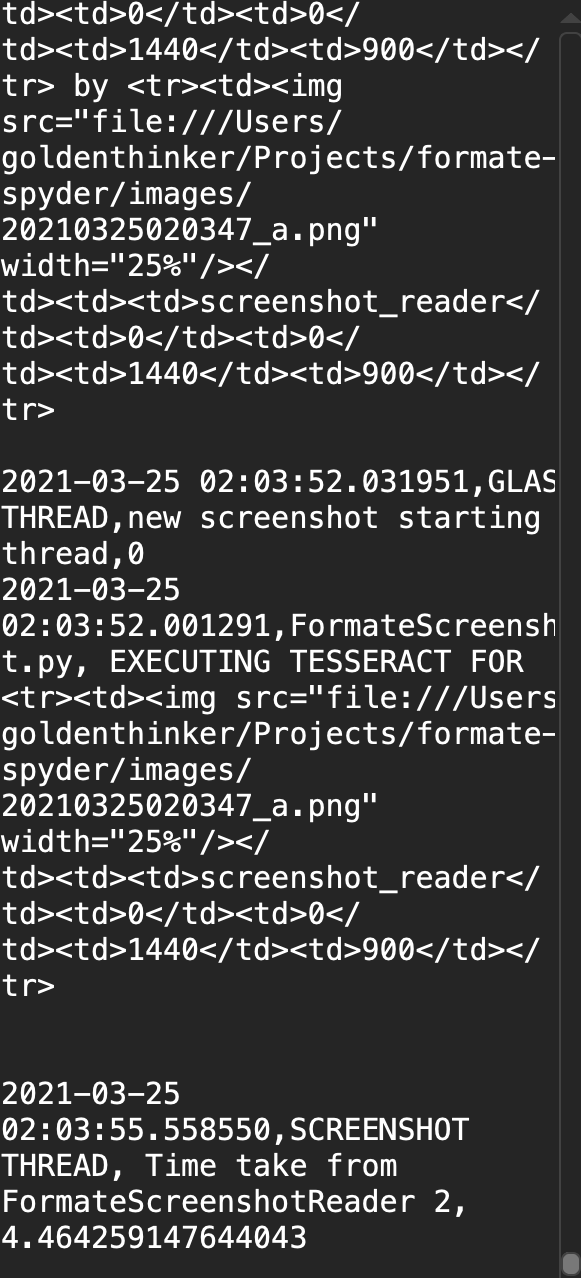 td><td>0</td><td>0</
td><td>1440</td><td>900</td></
tr> by <tr><td><img
src="file:///Users/
goldenthinker/Projects/formate-
spyder/images/
20210325020347_a.png"
width="25%"/></
td><td><td>screenshot_reader</
td><td>0</td><td>0</
td><td>1440</td><td>900</td></
tr>
2021-03-25 02:03:52.031951,GLAS
THREAD,new screenshot starting
thread,0
2021-03-25
02:03:52.001291,FormateScreensh
t.py, EXECUTING TESSERACT FOR
<tr><td><img src="file:///Users
goldenthinker/Projects/formate-
spyder/images/
20210325020347_a.png"
width="25%"/></
td><td><td>screenshot_reader</
td><td>0</td><td>0</
td><td>1440</td><td>900</td></
tr>
2021-03-25
02:03:55.558550,SCREENSHOT
THREAD, Time take from
FormateScreenshotReader 2,
4.464259147644043